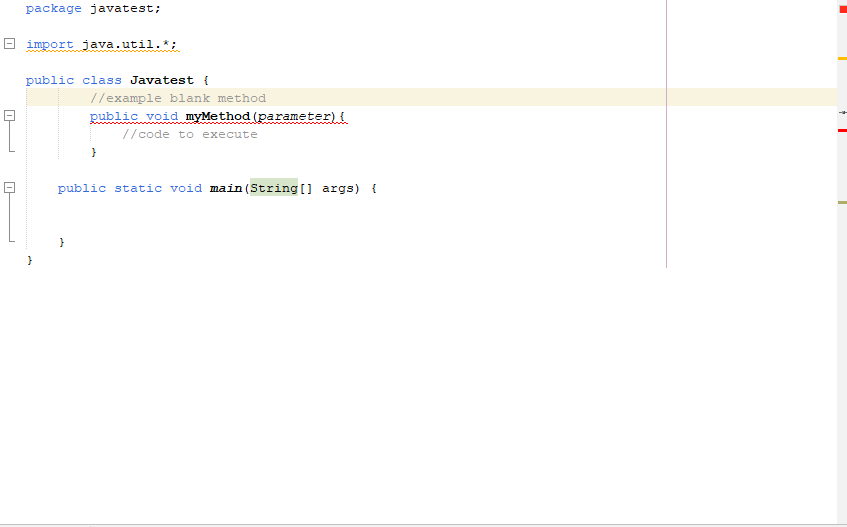 package javatest;
import java.util.*;
public class Javatest {
//example blank method
public void myMethod(parameter){
//code to execute
}
public static void main(String[] args) {
}
}